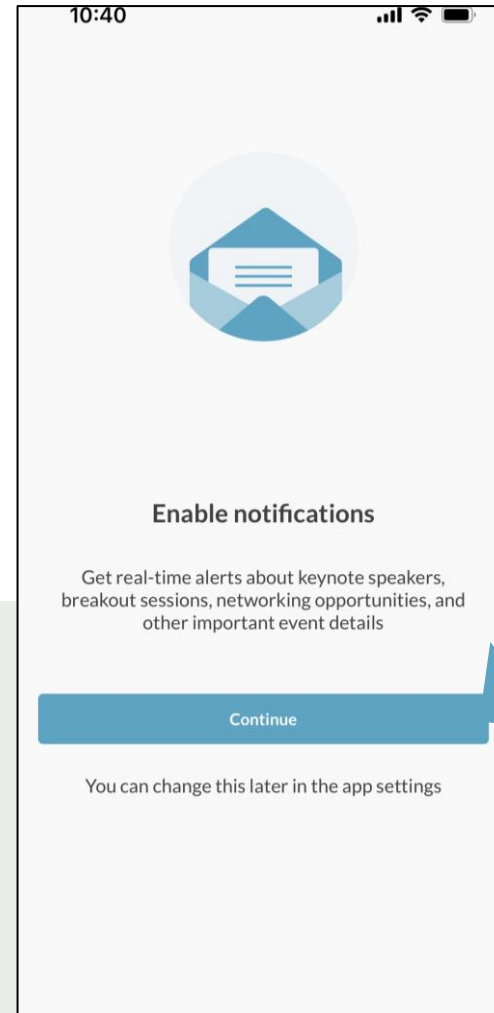 10:40
Enable notifications
Get real-time alerts about keynote speakers,
breakout sessions, networking opportunities, and
other important event details
Continue
You can change this later in the app settings